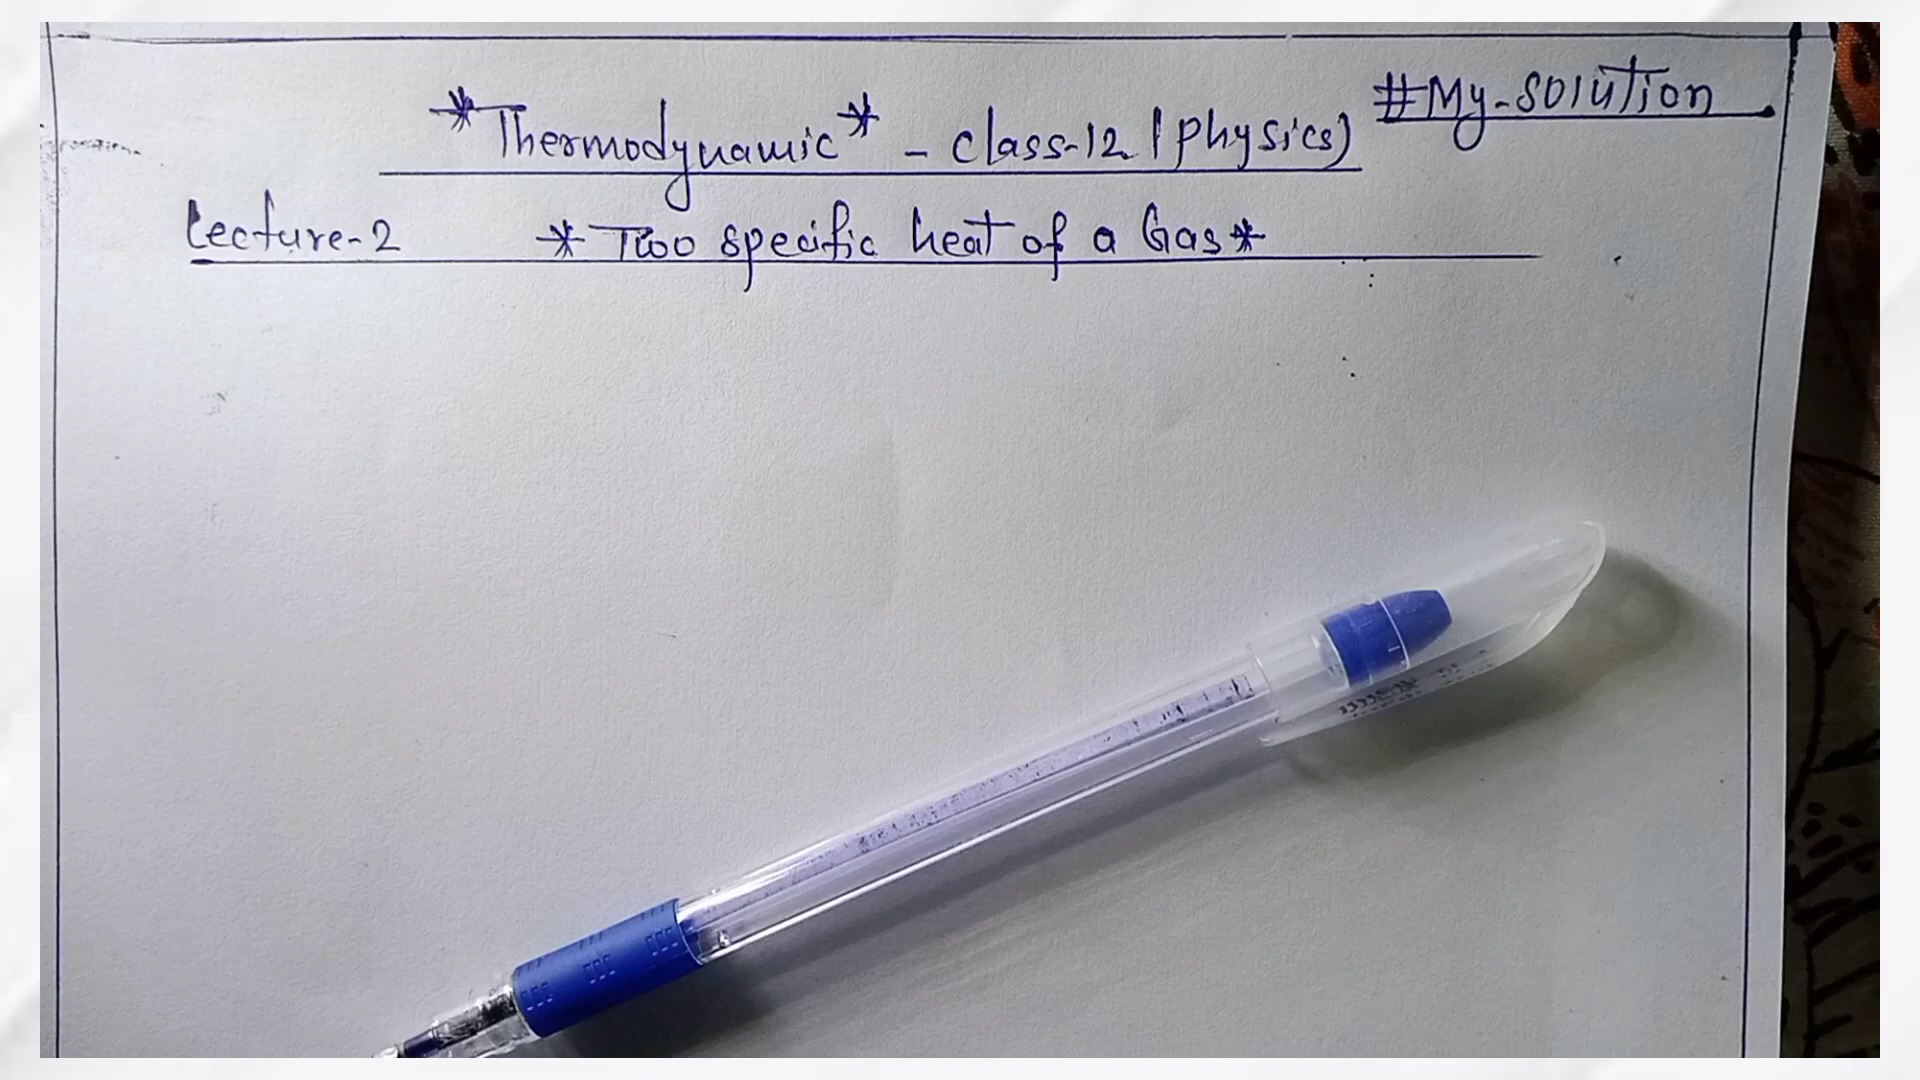 *Thermodynamic* - class-12 (physics) #My-solution
Lecture-2 *Two specific heat of a Gas*